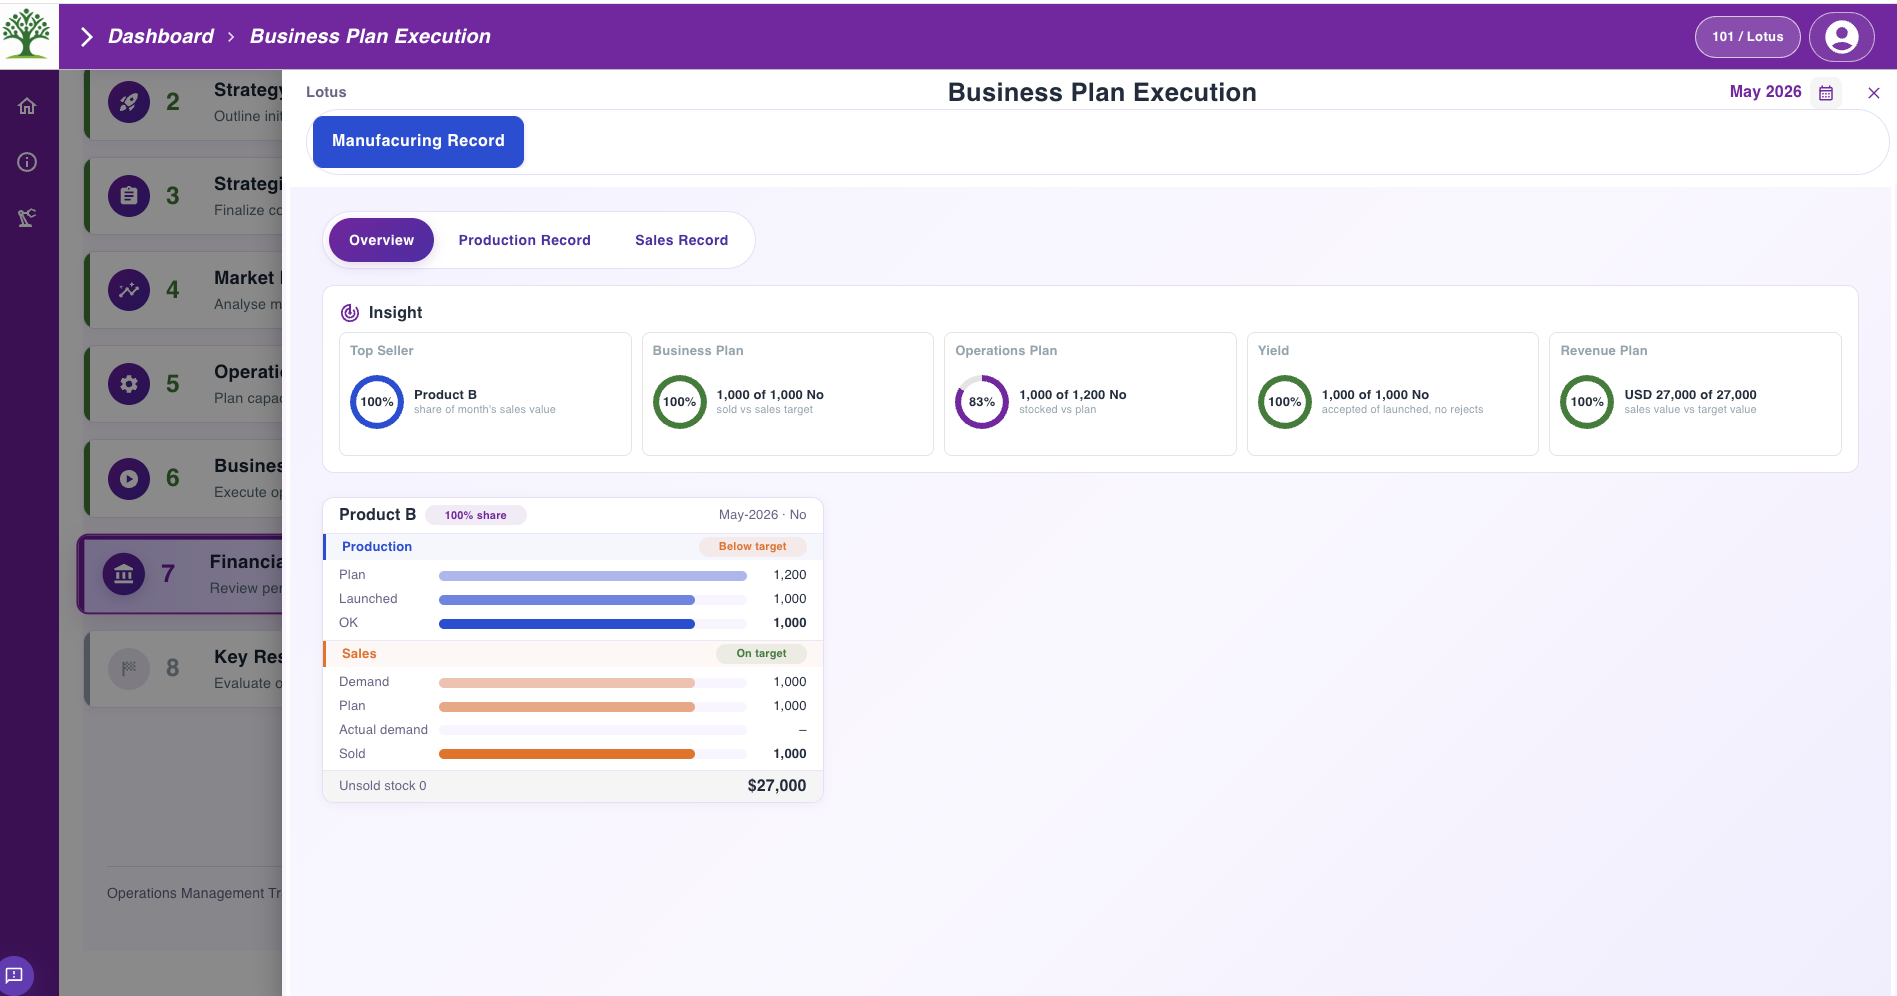 Dashboard › Business Plan Execution
101 / Lotus
2 Strategy
Outline init
3 Strategi
Finalize co
4 Market
Analyse m
5 Operati
Plan capac
6 Busines
Execute op
7 Financia
Review per
8 Key Res
Evaluate o
Operations Management Tr
Lotus
Business Plan Execution
May 2026
Manufacuring Record
Overview Production Record Sales Record
Insight
Top Seller
100%
Product B
share of month's sales value
Business Plan
100%
1,000 of 1,000 No
sold vs sales target
Operations Plan
83%
1,000 of 1,200 No
stocked vs plan
Yield
100%
1,000 of 1,000 No
accepted of launched, no rejects
Revenue Plan
100%
USD 27,000 of 27,000
sales value vs target value
Product B 100% share May-2026 · No
Production Below target
Plan 1,200
Launched 1,000
OK 1,000
Sales On target
Demand 1,000
Plan 1,000
Actual demand –
Sold 1,000
Unsold stock 0 $27,000